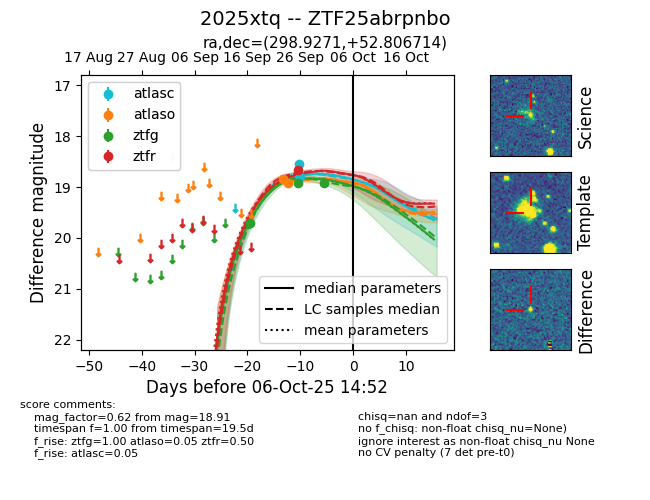 2025xtq -- ZTF25abrpnbo
ra,dec=(298.9271,+52.806714)
17 Aug 27 Aug 06 Sep 16 Sep 26 Sep 06 Oct 16 Oct
17
18
19
20
21
22
Difference magnitude
atlasc
atlaso
ztfg
ztfr
median parameters
LC samples median
mean parameters
−50 −40 −30 −20 −10 0 10
Days before 06-Oct-25 14:52
Science
Template
Difference
score comments:
mag_factor=0.62 from mag=18.91
timespan f=1.00 from timespan=19.5d
f_rise: ztfg=1.00 atlaso=0.05 ztfr=0.50
f_rise: atlasc=0.05
chisq=nan and ndof=3
no f_chisq: non-float chisq_nu=None)
ignore interest as non-float chisq_nu None
no CV penalty (7 det pre-t0)